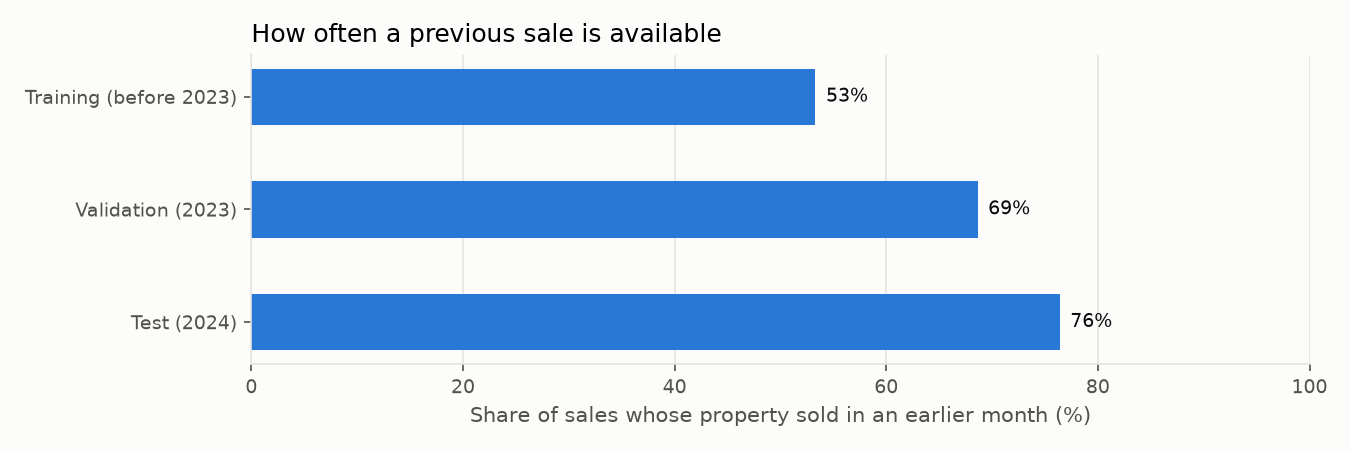 How often a previous sale is available
Training (before 2023)
53%
Validation (2023)
69%
Test (2024)
76%
0 20 40 60 80 100
Share of sales whose property sold in an earlier month (%)